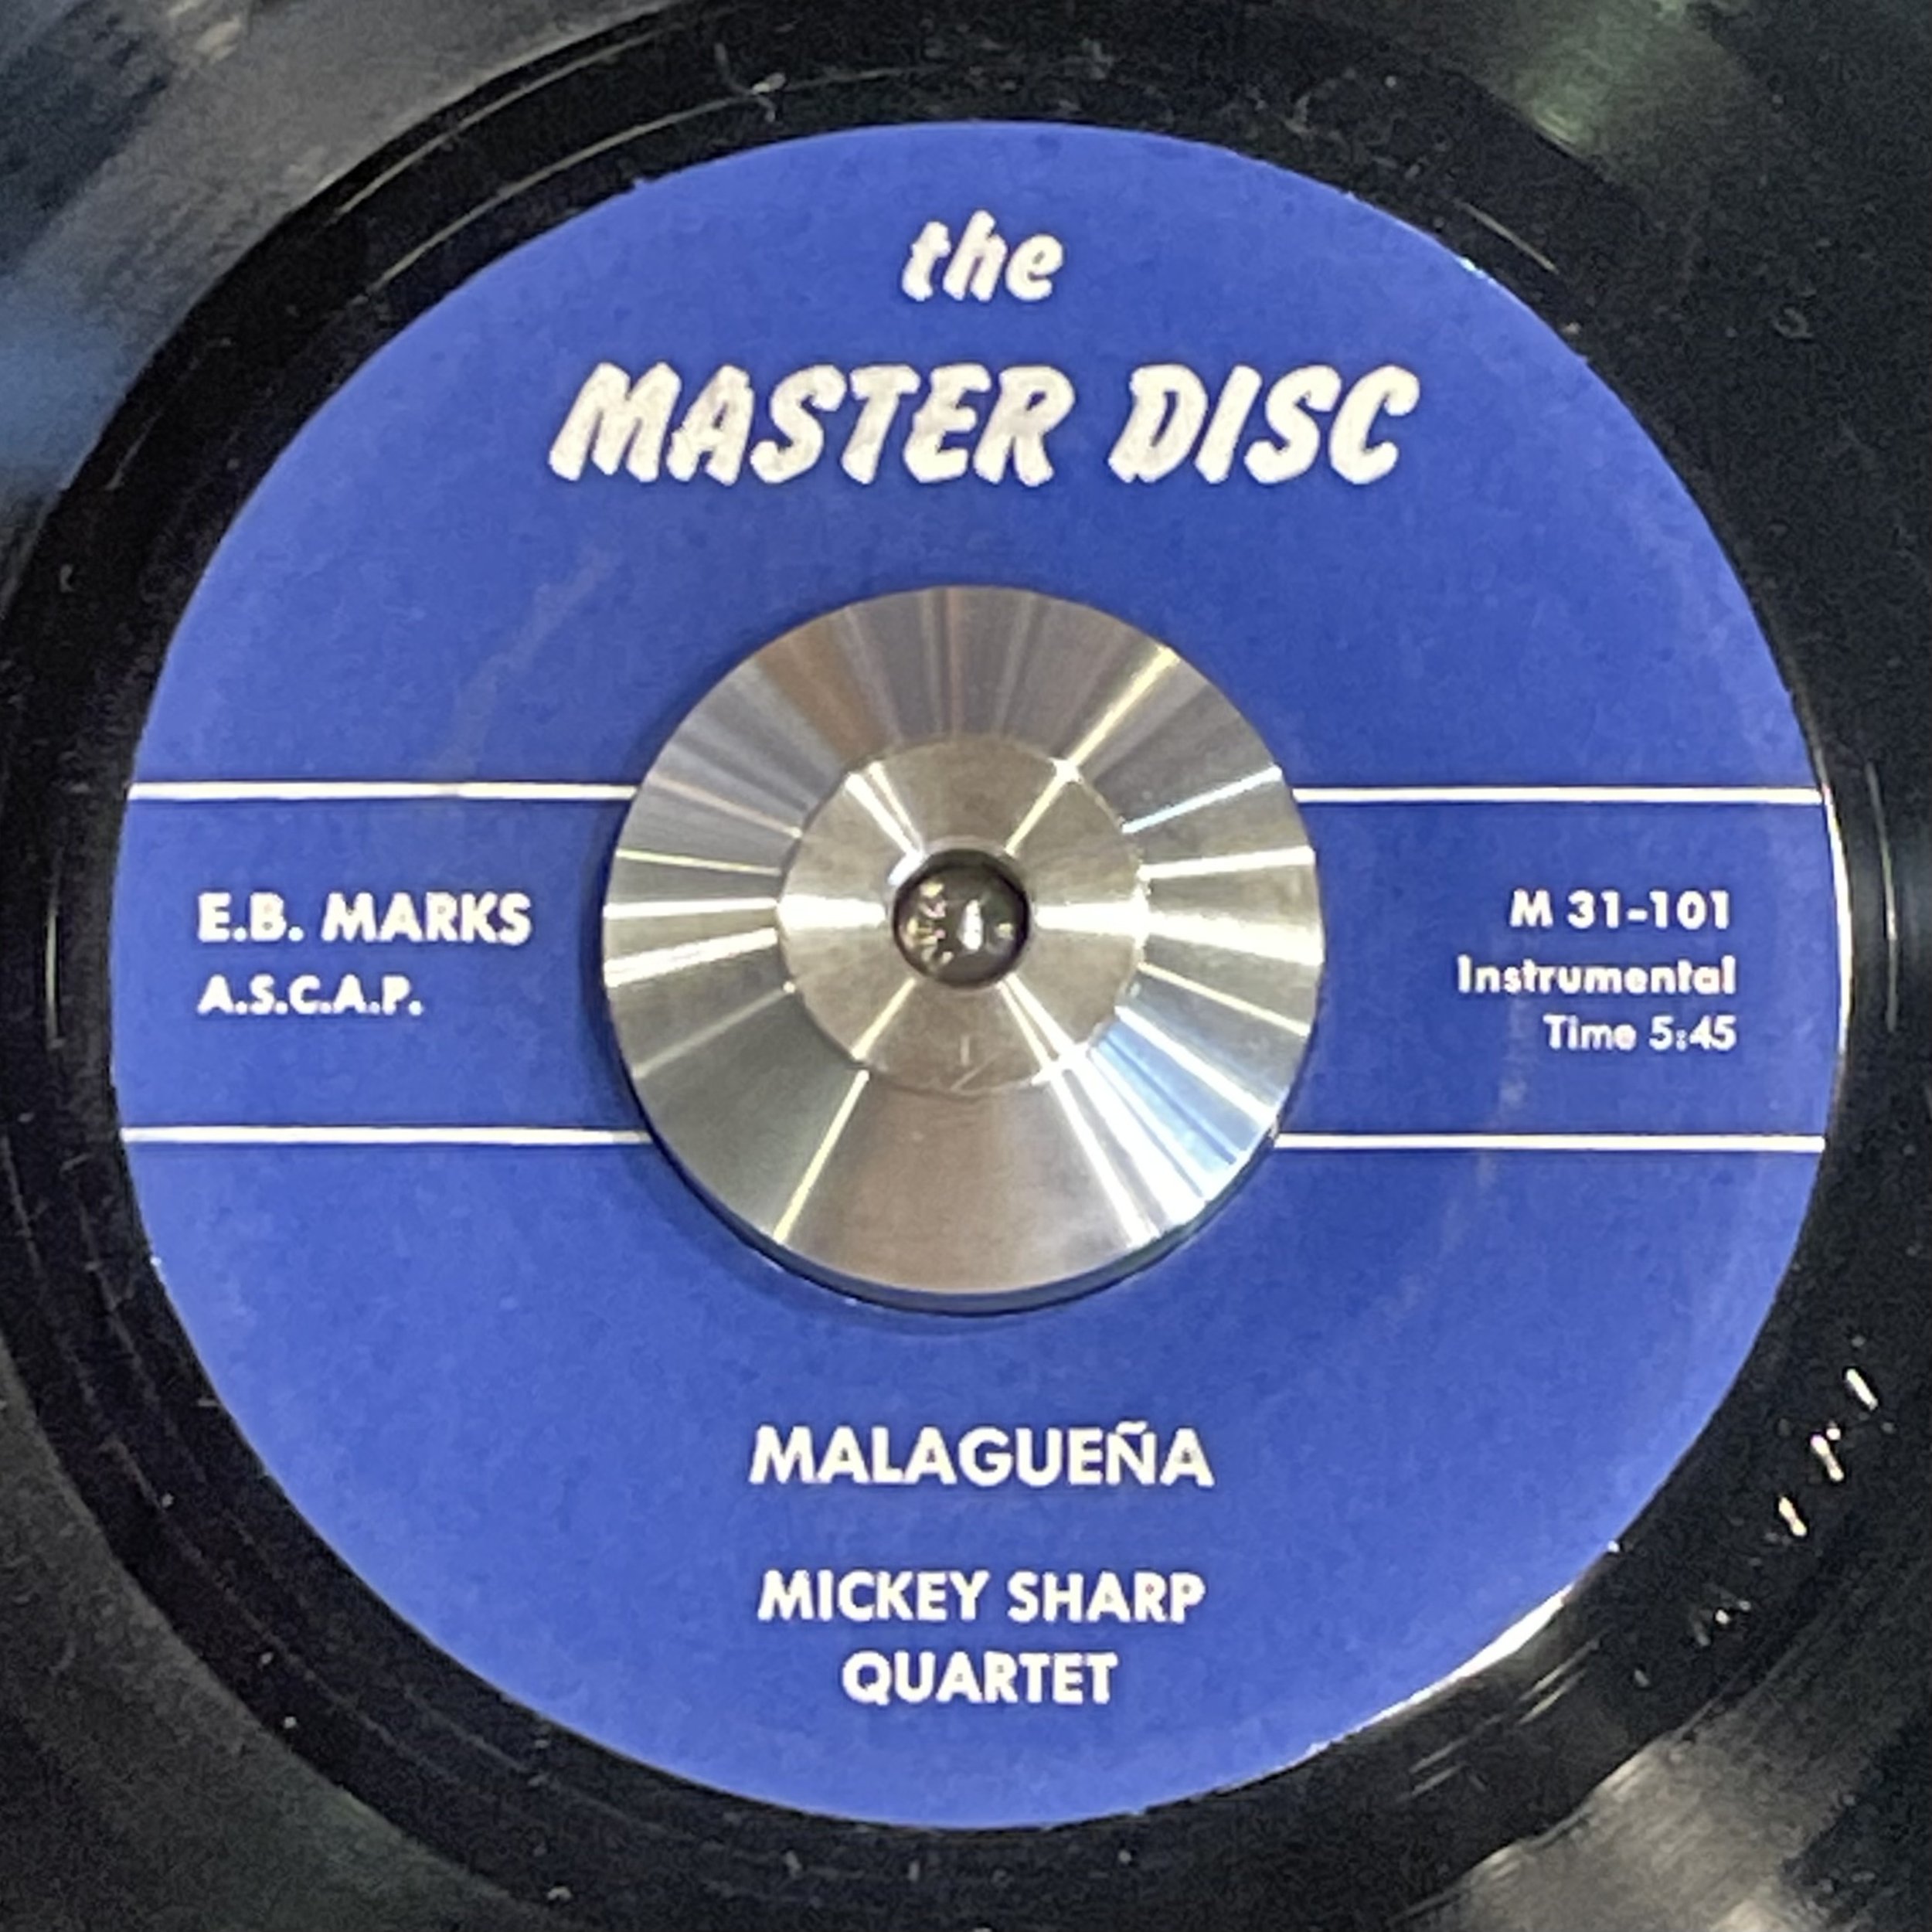 the
MASTER DISC
E.B. MARKS
A.S.C.A.P.
M 31-101
Instrumental
Time 5:45
MALAGUEÑA
MICKEY SHARP
QUARTET